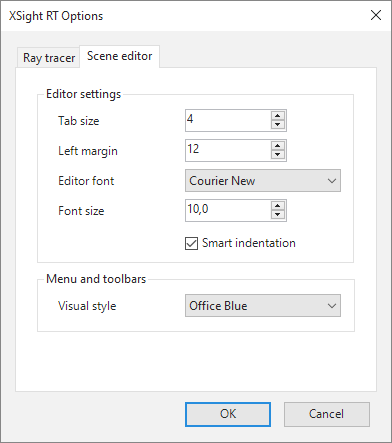 XSight RT Options
Ray tracer Scene editor
Editor settings
Tab size 4
Left margin 12
Editor font Courier New
Font size 10,0
Smart indentation
Menu and toolbars
Visual style Office Blue
OK Cancel